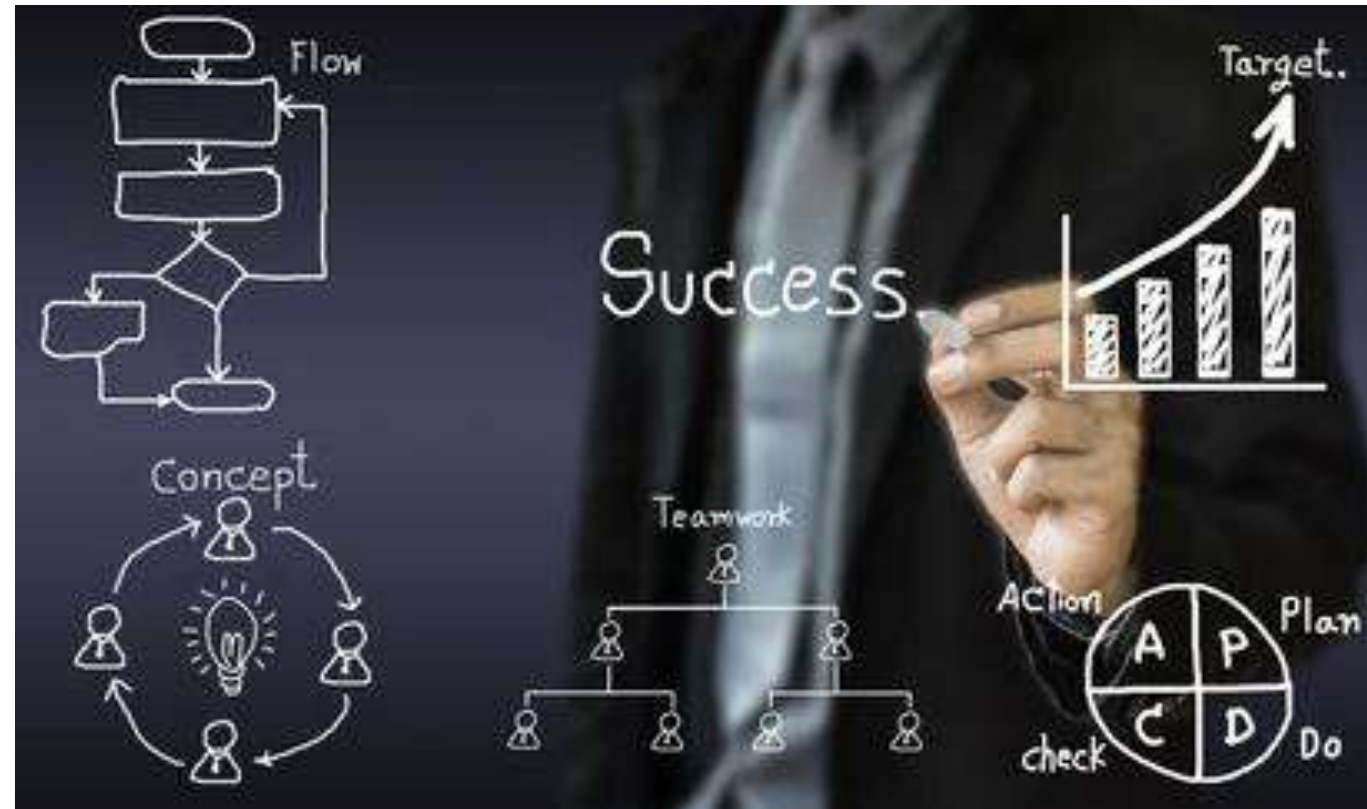 Flow
Target.
Success.
Concept
Teamwork
Action
Plan
A
P
C
D
check
Do